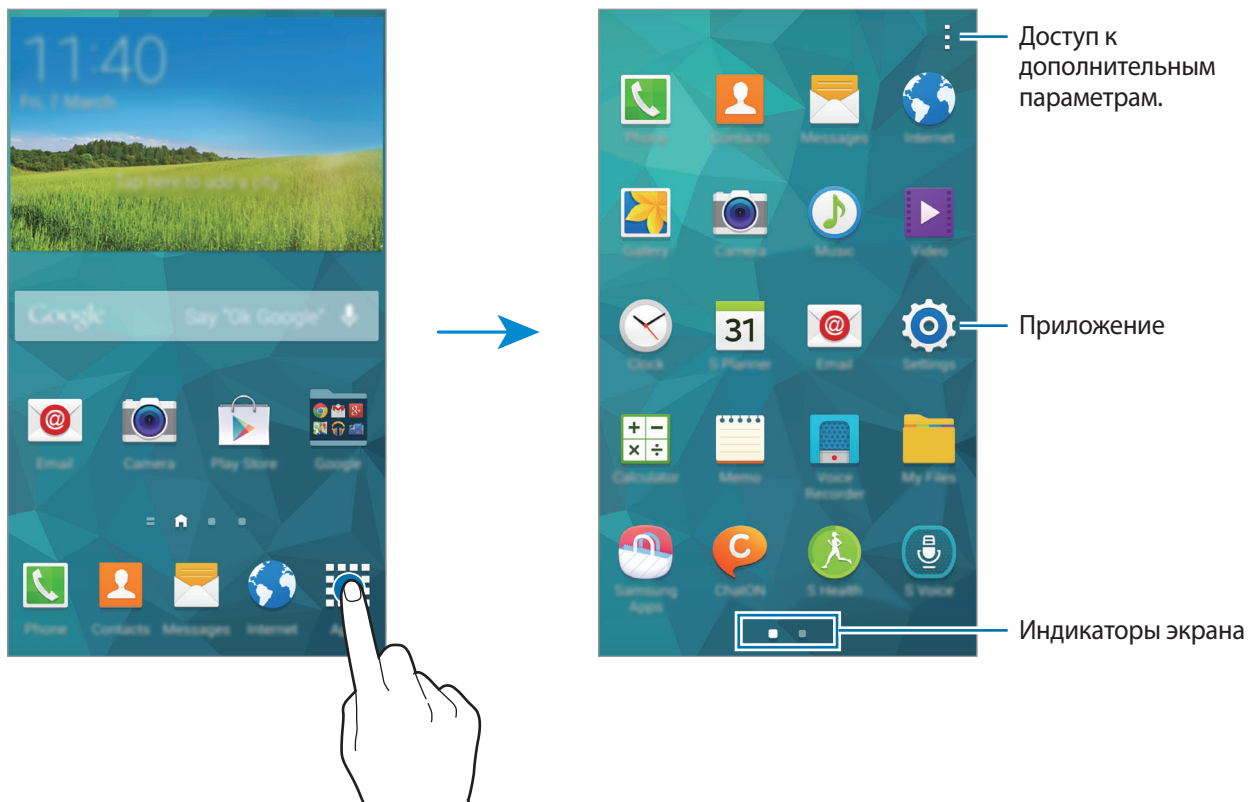 11:40
Fri, 7 March
Tap here to add a city
Google Say "Ok Google"
Email Camera Play Store Google
Phone Contacts Messages Internet
Доступ к
дополнительным
параметрам.
Phone Contacts Messages Internet
Gallery Camera Music Video
31
Приложение
Clock S Planner Email Settings
Calculator Memo Voice
Recorder My Files
Samsung
Apps ChatON S Health S Voice
Индикаторы экрана